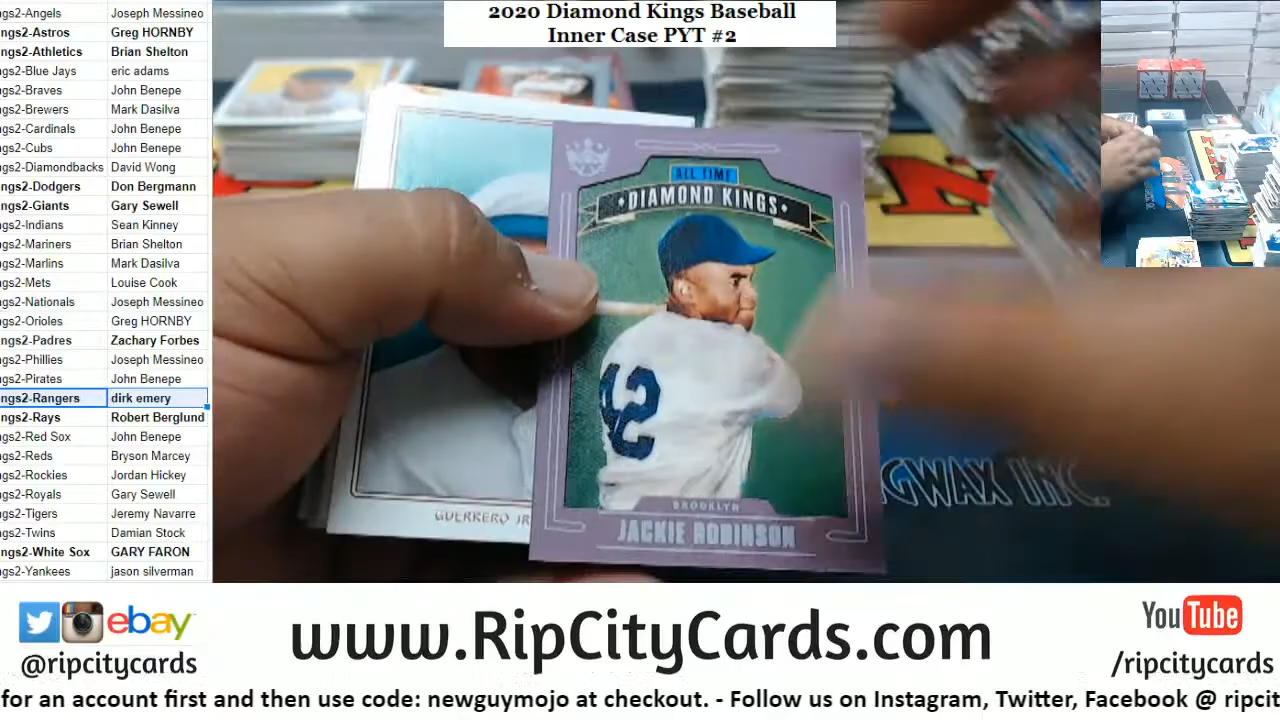 2020 Diamond Kings Baseball
Inner Case PYT #2
ngs2-Angels Joseph Messineo
ngs2-Astros Greg HORNBY
ngs2-Athletics Brian Shelton
ngs2-Blue Jays eric adams
ngs2-Braves John Benepe
ngs2-Brewers Mark Dasilva
ngs2-Cardinals John Benepe
ngs2-Cubs John Benepe
ngs2-Diamondbacks David Wong
ngs2-Dodgers Don Bergmann
ngs2-Giants Gary Sewell
ngs2-Indians Sean Kinney
ngs2-Mariners Brian Shelton
ngs2-Marlins Mark Dasilva
ngs2-Mets Louise Cook
ngs2-Nationals Joseph Messineo
ngs2-Orioles Greg HORNBY
ngs2-Padres Zachary Forbes
ngs2-Phillies Joseph Messineo
ngs2-Pirates John Benepe
ngs2-Rangers dirk emery
ngs2-Rays Robert Berglund
ngs2-Red Sox John Benepe
ngs2-Reds Bryson Marcey
ngs2-Rockies Jordan Hickey
ngs2-Royals Gary Sewell
ngs2-Tigers Jeremy Navarre
ngs2-Twins Damian Stock
ngs2-White Sox GARY FARON
ngs2-Yankees jason silverman
ALL TIME
DIAMOND KINGS
42
BROOKLYN
JACKIE ROBINSON
GUERRERO JR
GWAX INC.
ebay
@ripcitycards
www.RipCityCards.com
YouTube
/ripcitycards
for an account first and then use code: newguymojo at checkout. - Follow us on Instagram, Twitter, Facebook @ ripcit